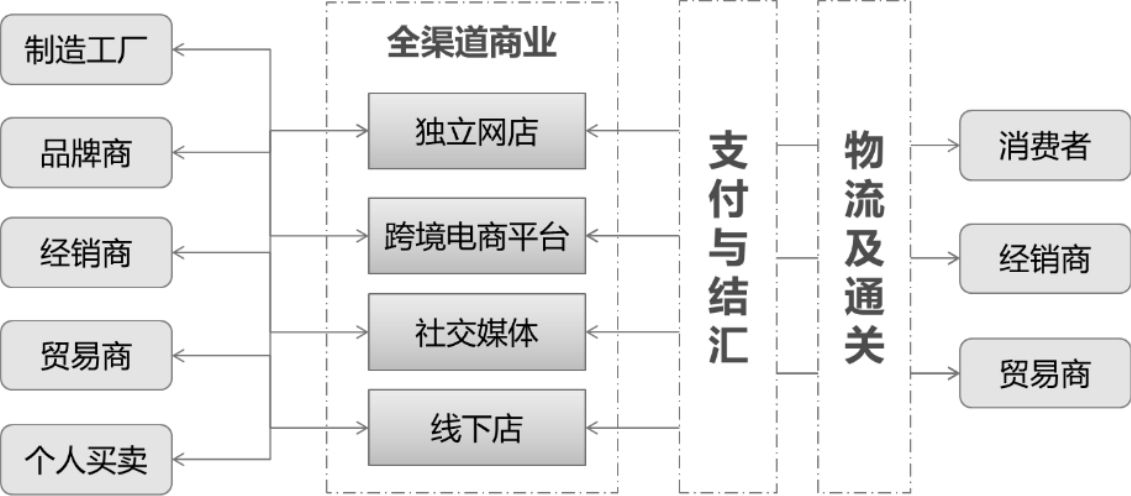 制造工厂
品牌商
经销商
贸易商
个人买卖
全渠道商业
独立网店
跨境电商平台
社交媒体
线下店
支付与结汇
物流及通关
消费者
经销商
贸易商